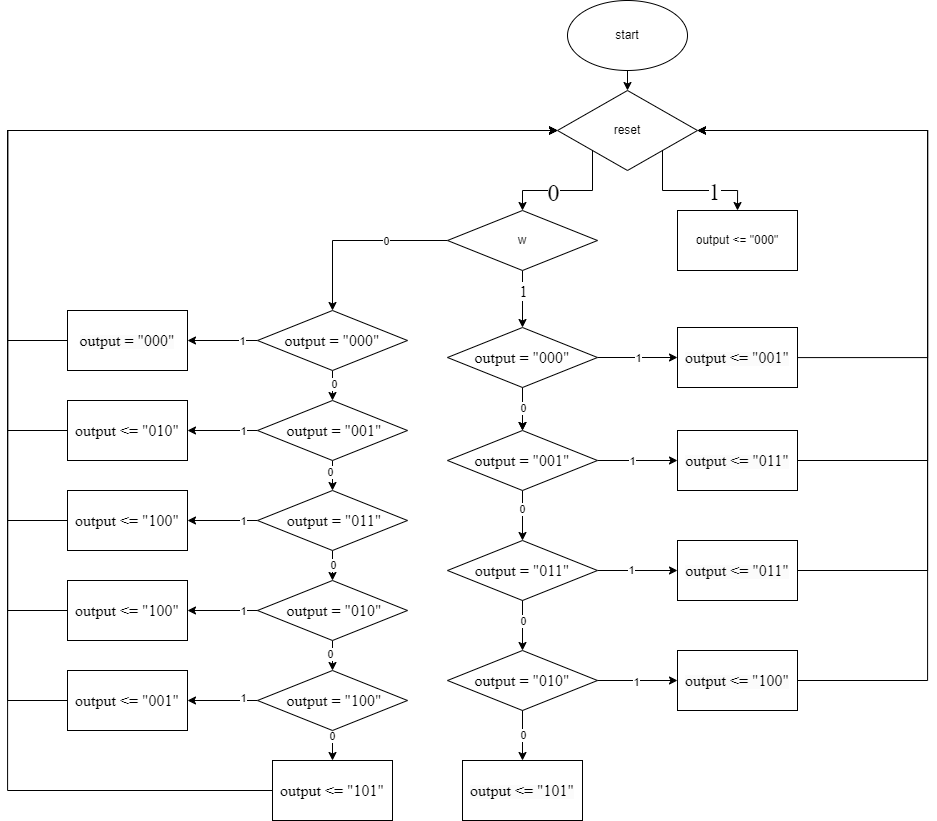 start
reset
0
1
w
output <= "000"
0
1
output = "000"
1
output = "000"
output = "000"
1
output <= "001"
0
0
output <= "010"
1
output = "001"
output = "001"
1
output <= "011"
0
0
output <= "100"
1
output = "011"
output = "011"
1
output <= "011"
0
0
output <= "100"
1
output = "010"
output = "010"
1
output <= "100"
0
0
output <= "001"
1
output = "100"
0
output <= "101"
output <= "101"